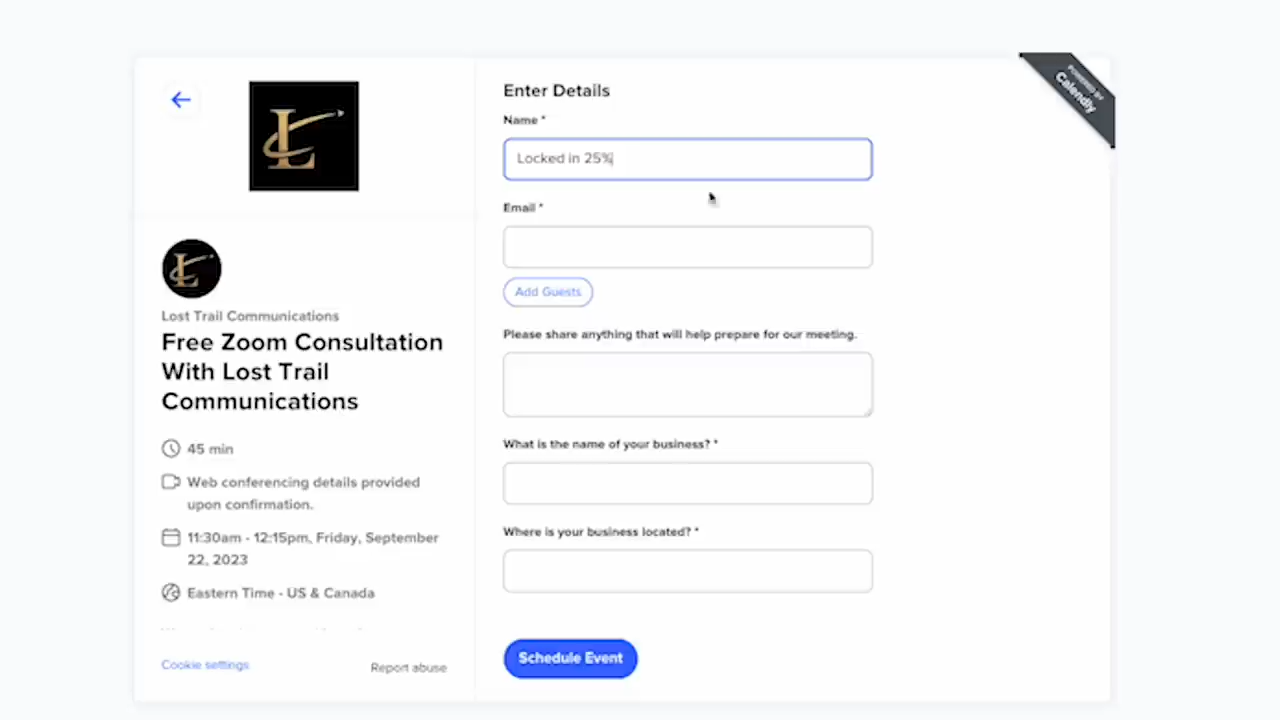 POWERED BY
Calendly
L
L
Lost Trail Communications
Free Zoom Consultation
With Lost Trail
Communications
45 min
Web conferencing details provided
upon confirmation.
11:30am - 12:15pm, Friday, September
22, 2023
Eastern Time - US & Canada
Cookie settings
Report abuse
Enter Details
Name *
Locked in 25%
Email *
Add Guests
Please share anything that will help prepare for our meeting.
What is the name of your business? *
Where is your business located? *
Schedule Event